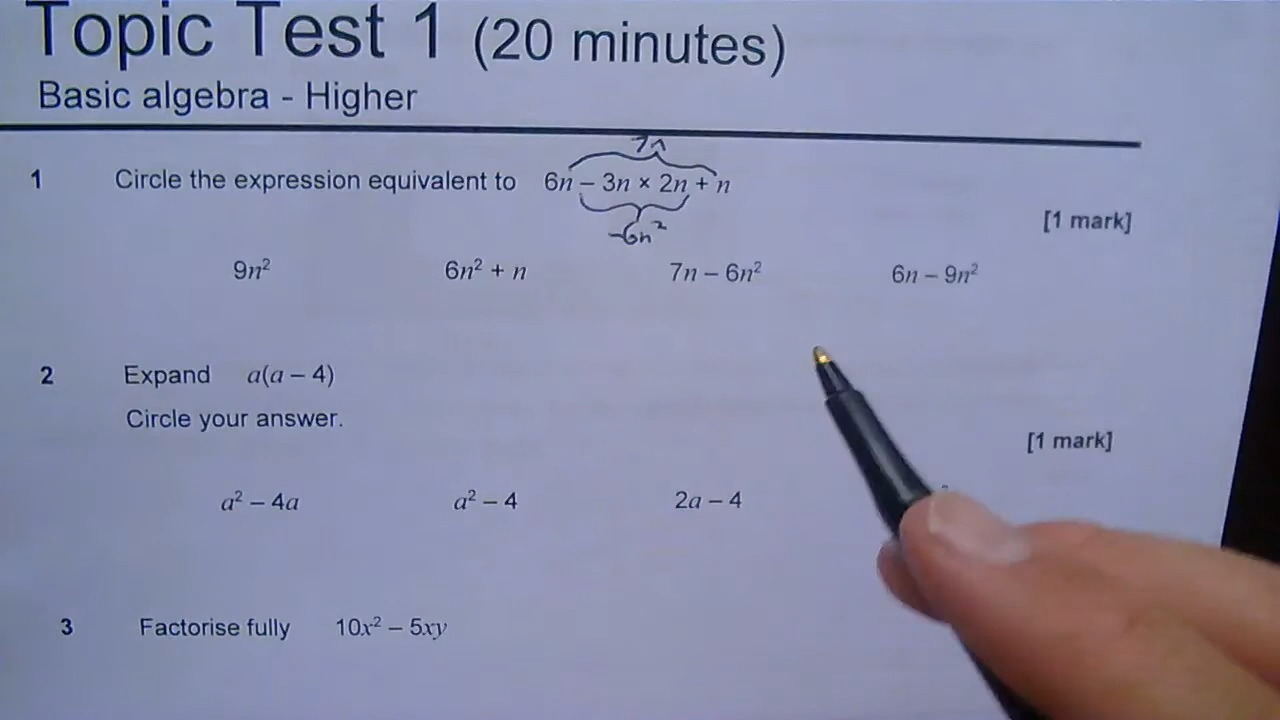 Topic Test 1 (20 minutes)
Basic algebra - Higher
7n
1 Circle the expression equivalent to 6n – 3n × 2n + n
[1 mark]
-6n²
9n² 6n² + n 7n – 6n² 6n – 9n²
2 Expand a(a – 4)
Circle your answer.
[1 mark]
a² – 4a a² – 4 2a – 4
3 Factorise fully 10x² – 5xy